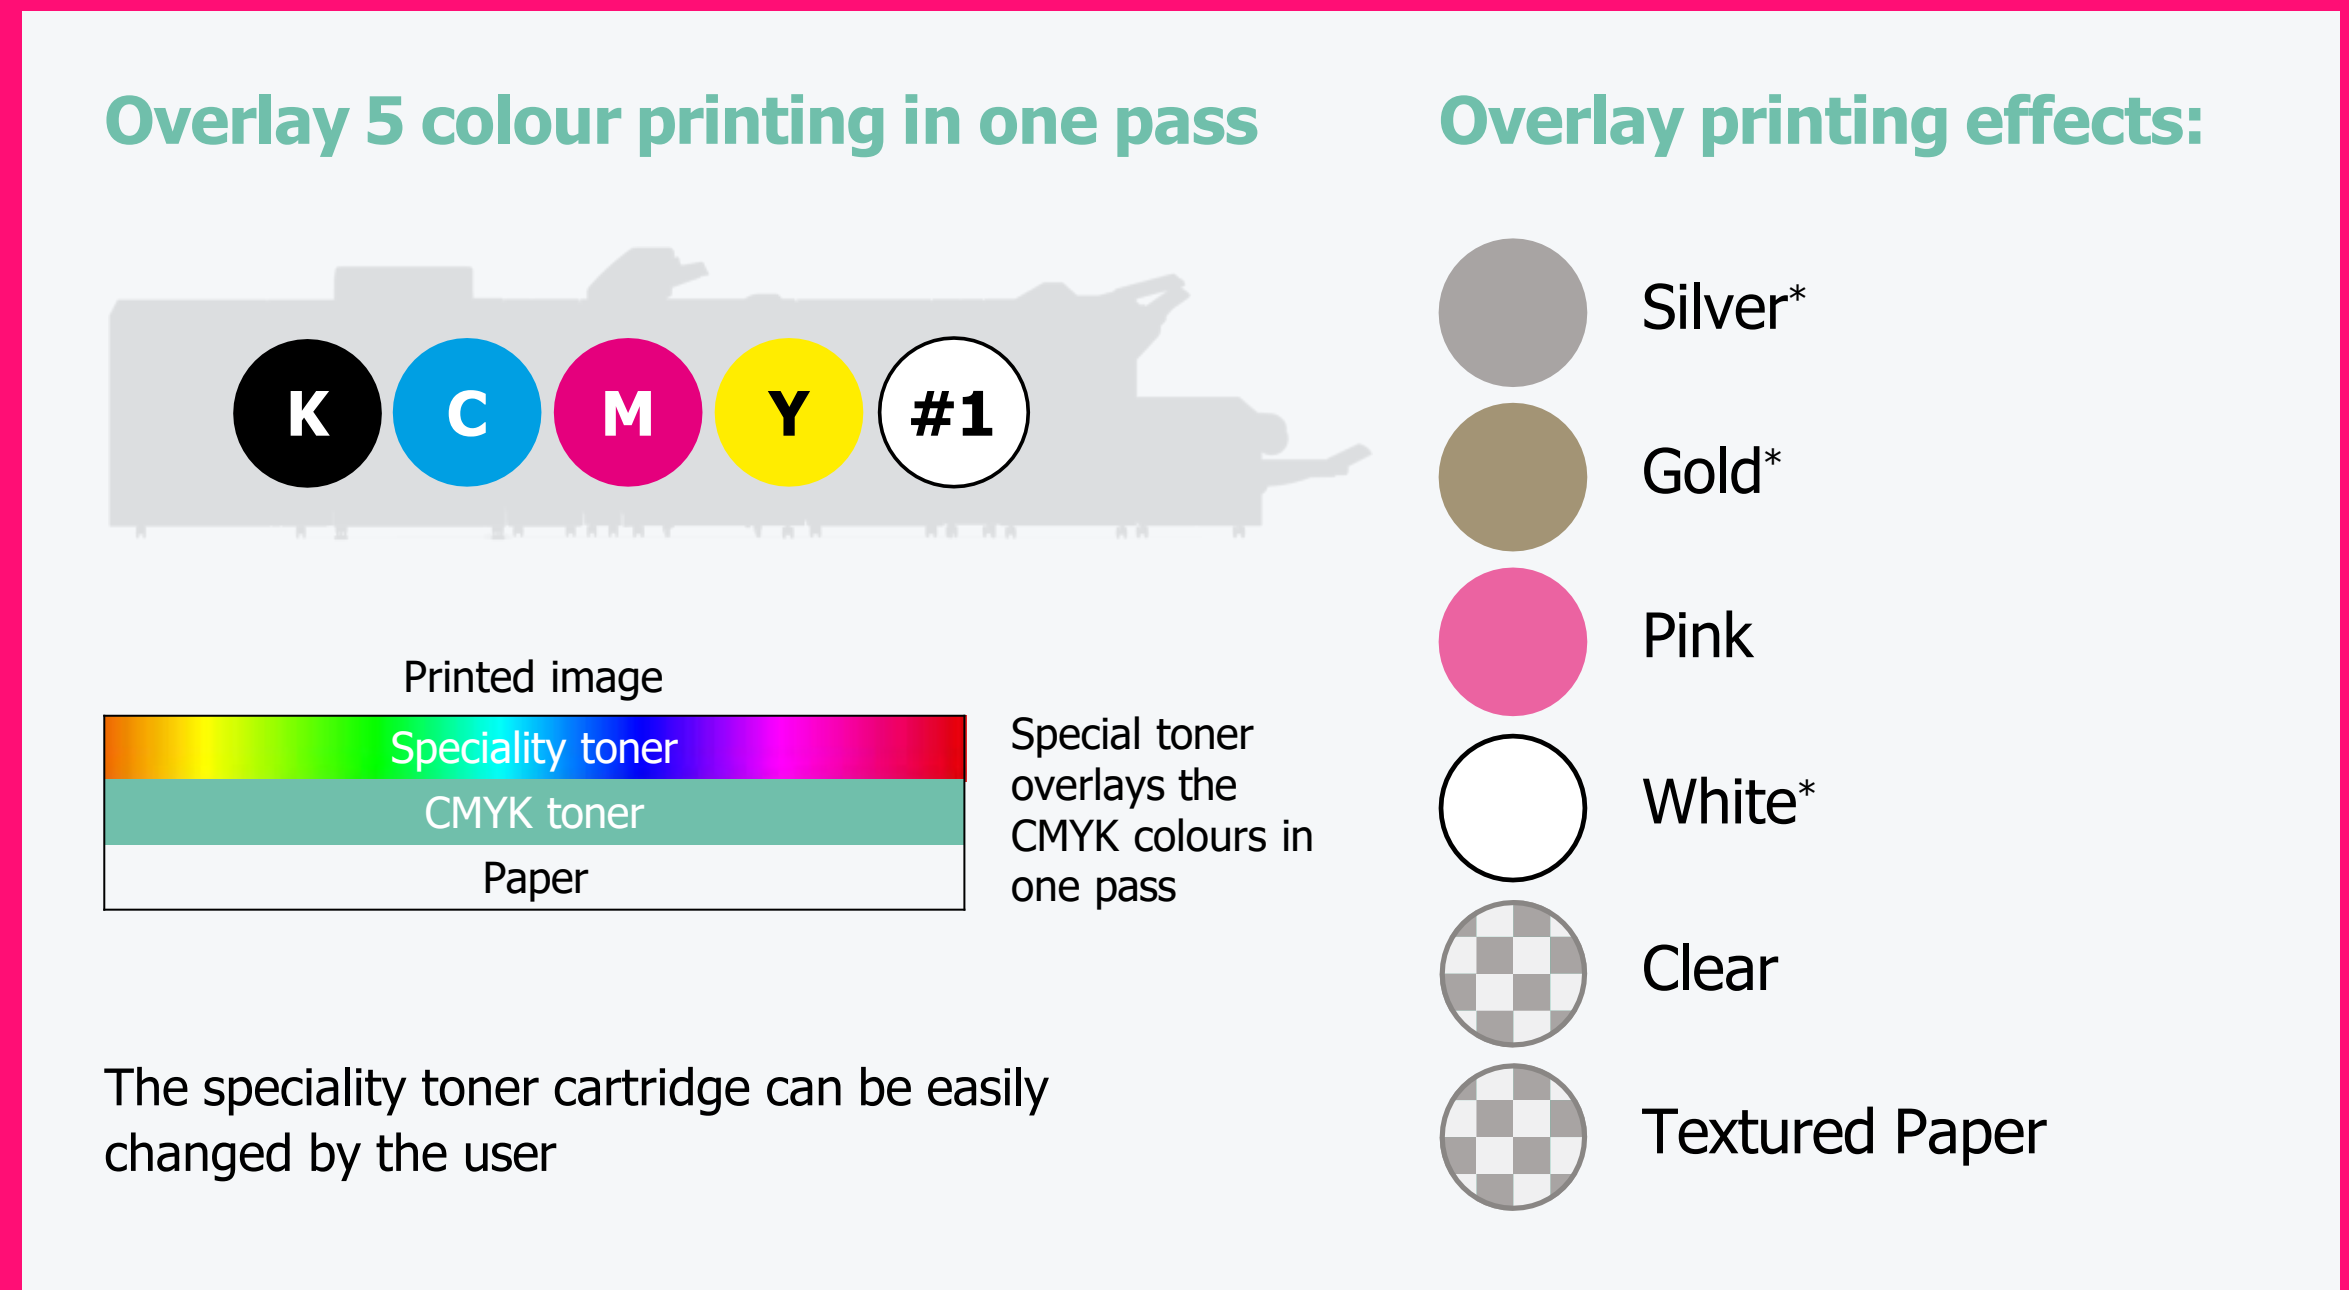 Overlay 5 colour printing in one pass
K C M Y #1
Printed image
Speciality toner
CMYK toner
Paper
Special toner
overlays the
CMYK colours in
one pass
The speciality toner cartridge can be easily
changed by the user
Overlay printing effects:
Silver*
Gold*
Pink
White*
Clear
Textured Paper